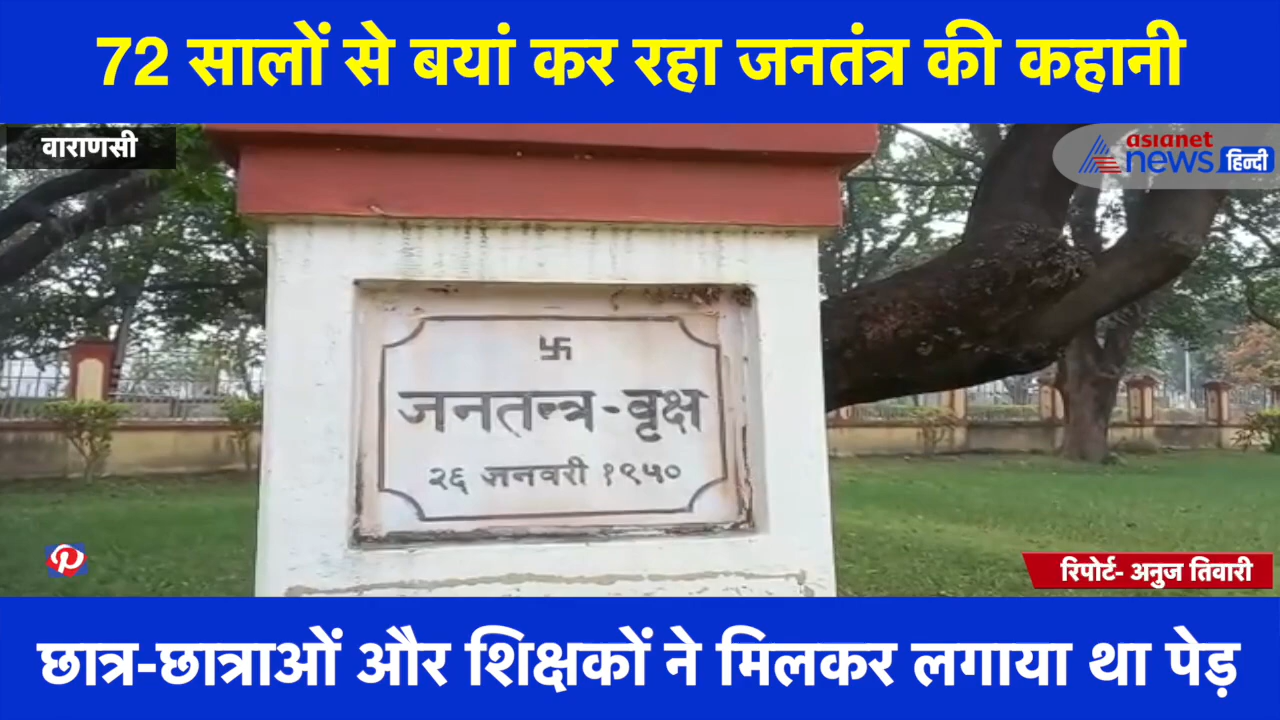 72 सालों से बयां कर रहा जनतंत्र की कहानी
वाराणसी
asianet
news हिन्दी
卐
जनतन्त्र-वृक्ष
२६ जनवरी १९५०
रिपोर्ट- अनुज तिवारी
छात्र-छात्राओं और शिक्षकों ने मिलकर लगाया था पेड़